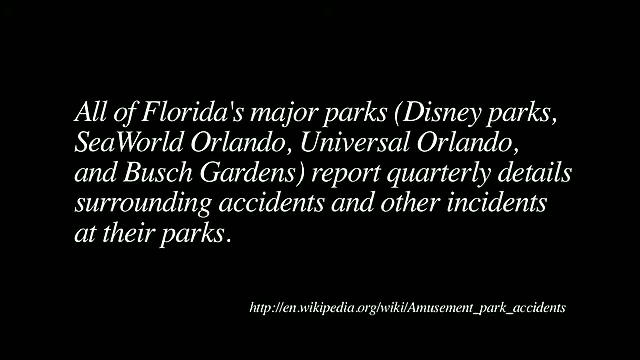 All of Florida's major parks (Disney parks,
SeaWorld Orlando, Universal Orlando,
and Busch Gardens) report quarterly details
surrounding accidents and other incidents
at their parks.
http://en.wikipedia.org/wiki/Amusement_park_accidents